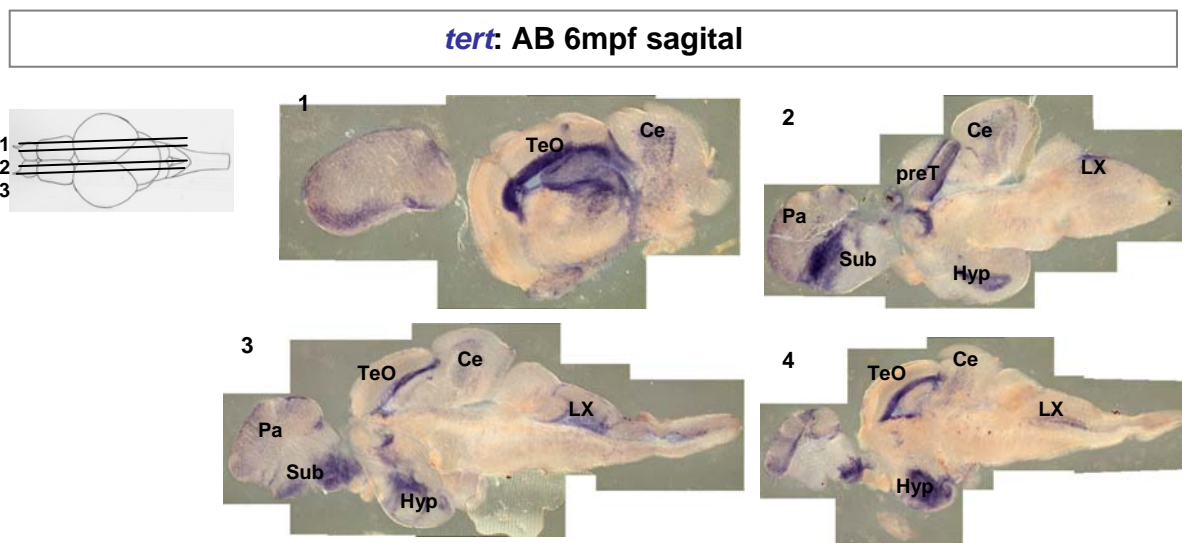 tert: AB 6mpf sagital
1
2
3
1
TeO
Ce
2
Ce
preT
LX
Pa
Sub
Hyp
3
TeO
Ce
LX
Pa
Sub
Hyp
4
TeO
Ce
LX
Hyp